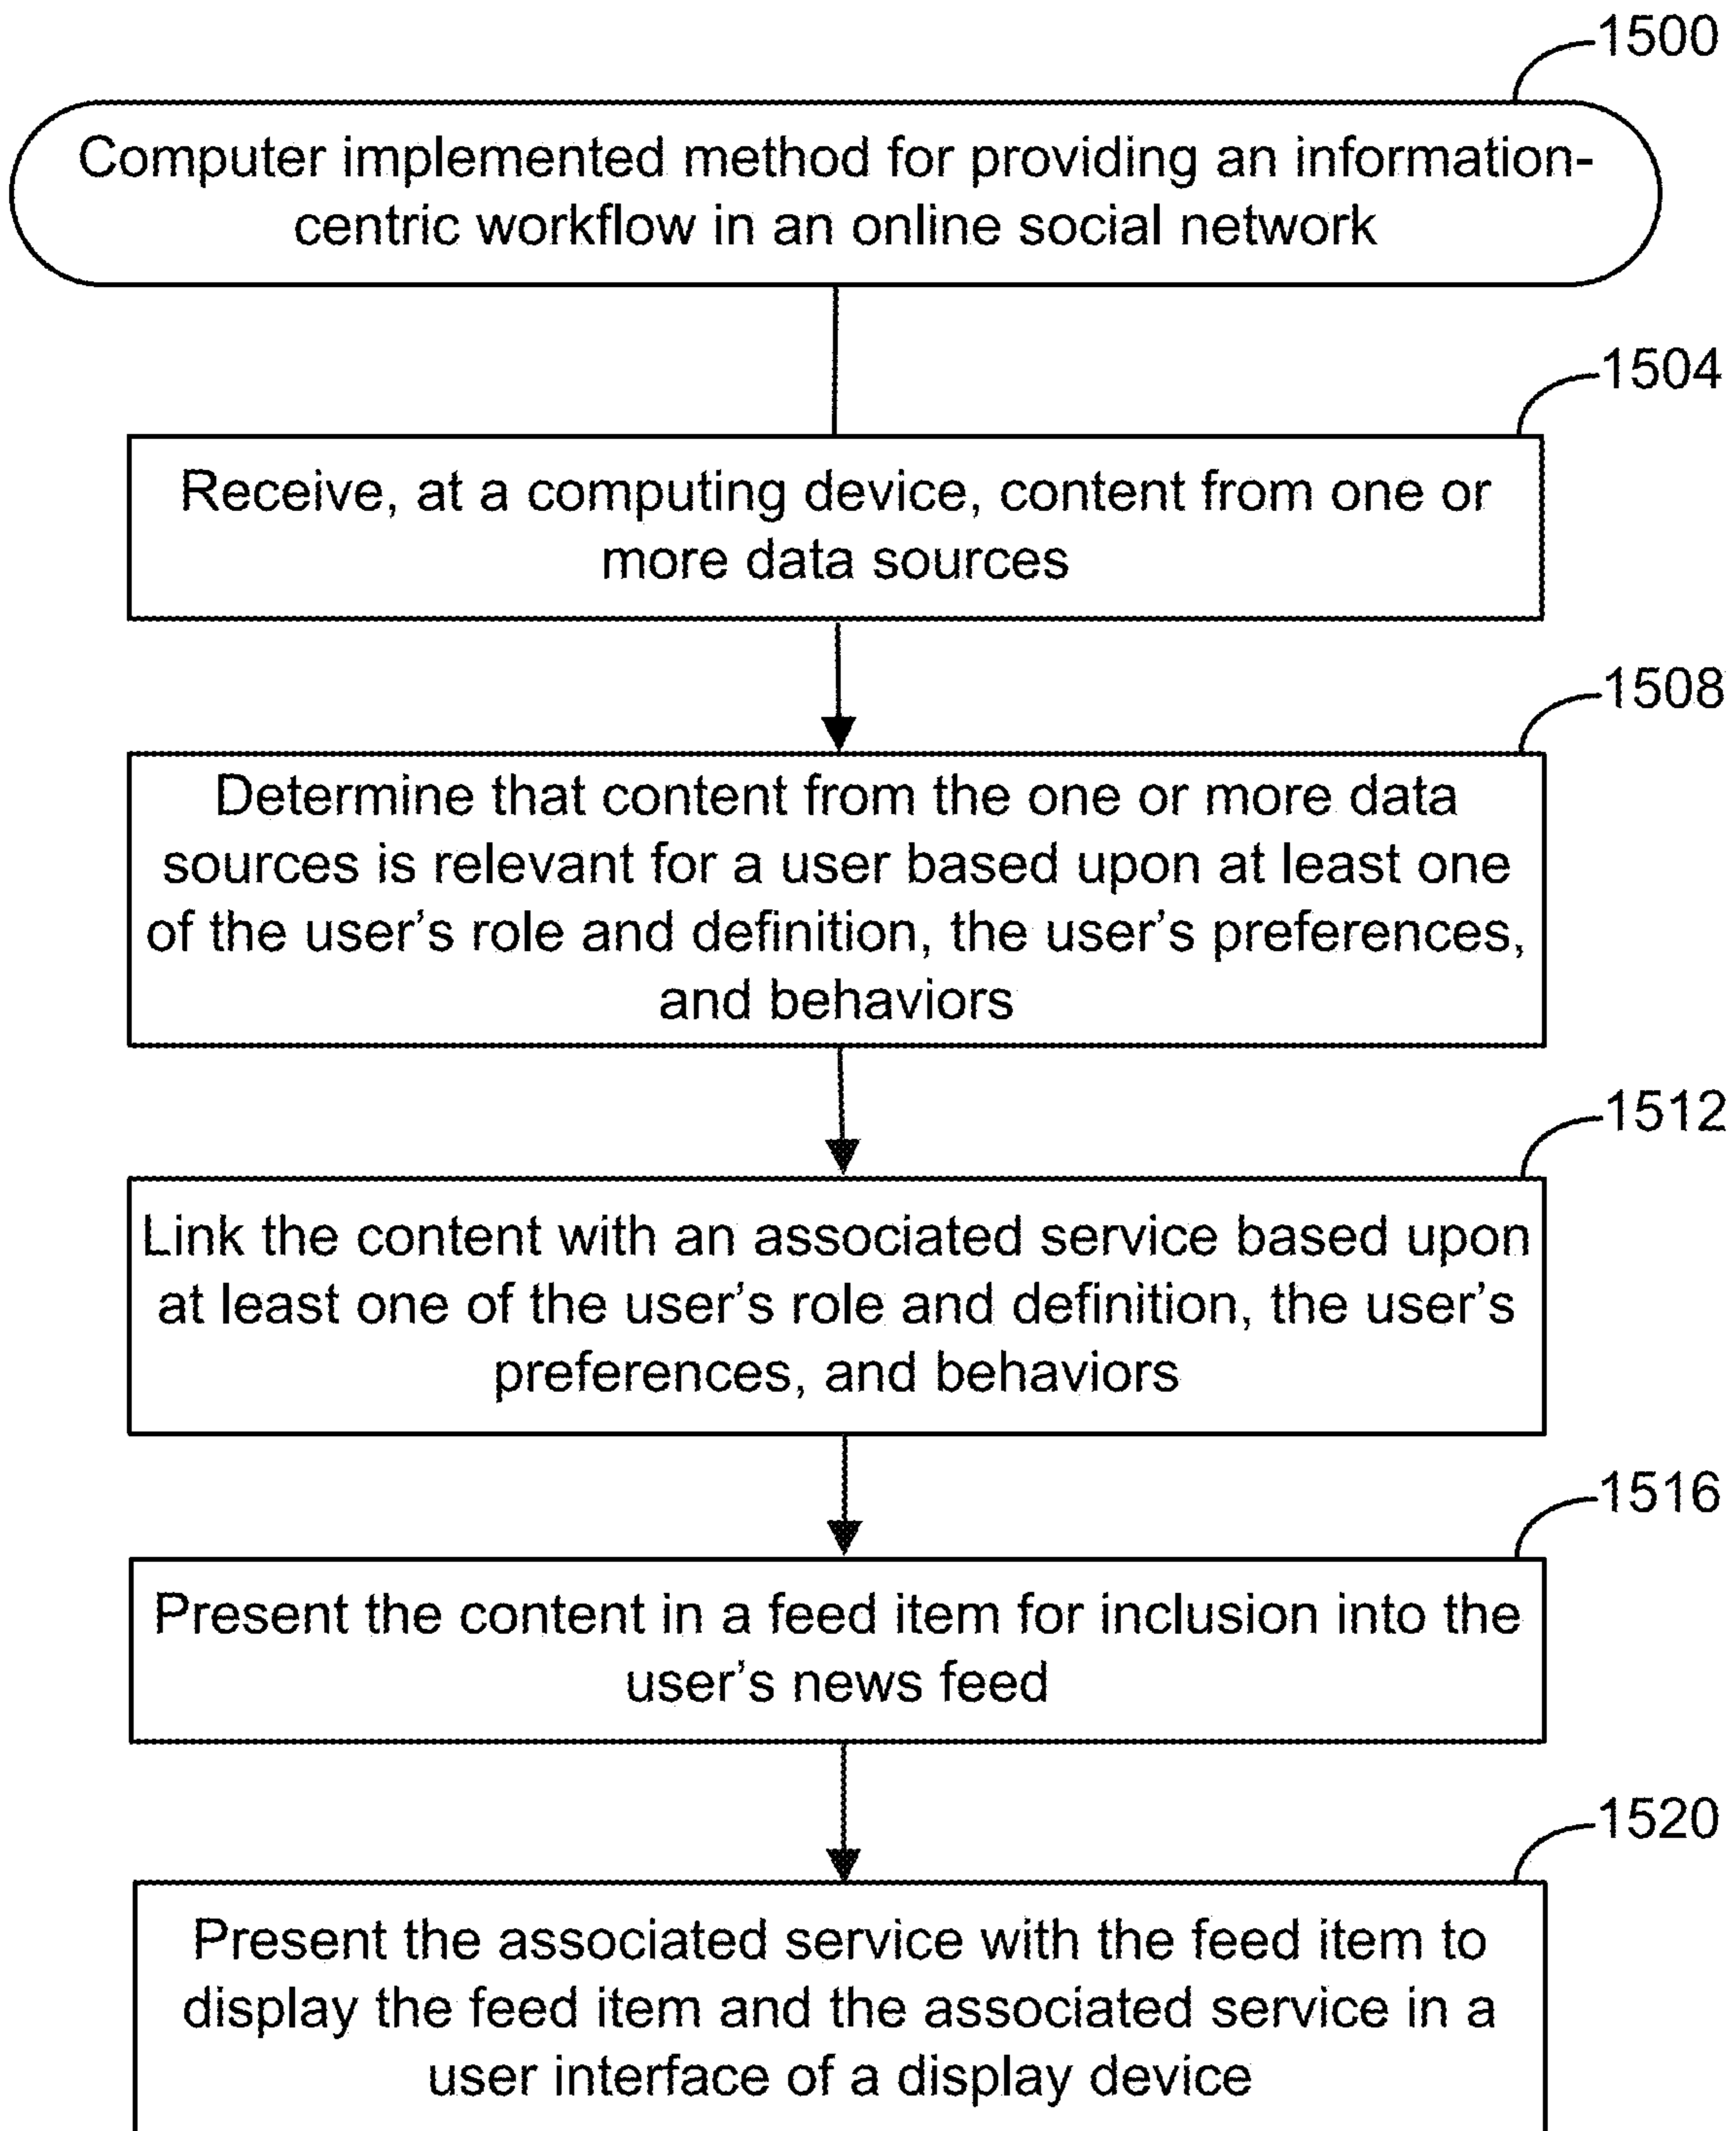 1500
Computer implemented method for providing an information-
centric workflow in an online social network
1504
Receive, at a computing device, content from one or
more data sources
1508
Determine that content from the one or more data
sources is relevant for a user based upon at least one
of the user's role and definition, the user's preferences,
and behaviors
1512
Link the content with an associated service based upon
at least one of the user's role and definition, the user's
preferences, and behaviors
1516
Present the content in a feed item for inclusion into the
user's news feed
1520
Present the associated service with the feed item to
display the feed item and the associated service in a
user interface of a display device